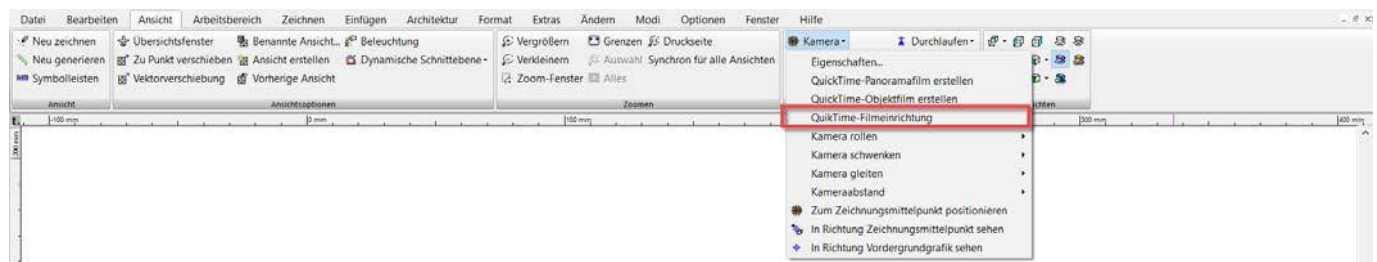 Datei Bearbeiten Ansicht Arbeitsbereich Zeichnen Einfügen Architektur Format Extras Ändern Modi Optionen Fenster Hilfe
Neu zeichnen Übersichtsfenster Benannte Ansicht... Beleuchtung Vergrößern Grenzen Druckseite Kamera Durchlaufen
Neu generieren Zu Punkt verschieben Ansicht erstellen Dynamische Schnittebene Verkleinern Auswahl Synchron für alle Ansichten
Symbolleisten Vektorverschiebung Vorherige Ansicht Zoom-Fenster Alles
Ansicht Ansichtsoptionen Zoomen ichten
-100 mm 0 mm 100 mm 300 mm 400 mm
200 mm
Eigenschaften...
QuickTime-Panoramafilm erstellen
QuickTime-Objektfilm erstellen
QuikTime-Filmeinrichtung
Kamera rollen
Kamera schwenken
Kamera gleiten
Kameraabstand
Zum Zeichnungsmittelpunkt positionieren
In Richtung Zeichnungsmittelpunkt sehen
In Richtung Vordergrundgrafik sehen